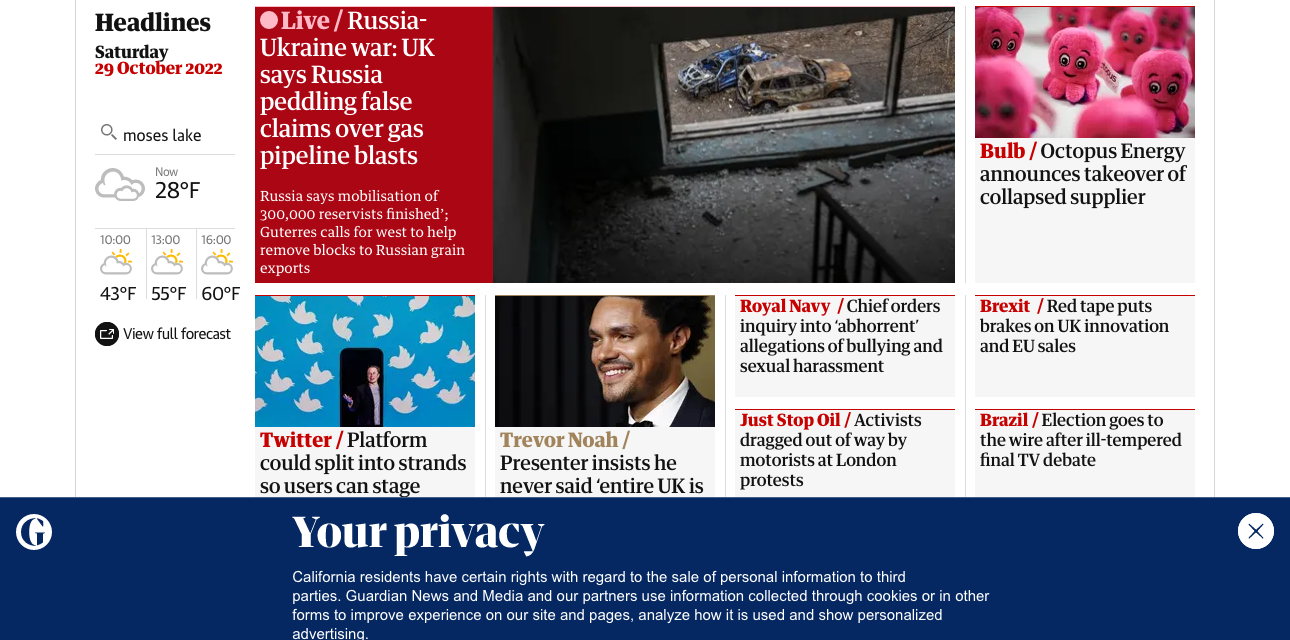 Headlines
Saturday
29 October 2022
moses lake
Now
28°F
10:00
13:00
16:00
43°F
55°F
60°F
View full forecast
Live / Russia-
Ukraine war: UK
says Russia
peddling false
claims over gas
pipeline blasts
Russia says mobilisation of
300,000 reservists finished’;
Guterres calls for west to help
remove blocks to Russian grain
exports
Bulb / Octopus Energy
announces takeover of
collapsed supplier
Twitter / Platform
could split into strands
so users can stage
Trevor Noah /
Presenter insists he
never said ‘entire UK is
Royal Navy / Chief orders
inquiry into ‘abhorrent’
allegations of bullying and
sexual harassment
Just Stop Oil / Activists
dragged out of way by
motorists at London
protests
Brexit / Red tape puts
brakes on UK innovation
and EU sales
Brazil / Election goes to
the wire after ill-tempered
final TV debate
G
Your privacy
California residents have certain rights with regard to the sale of personal information to third
parties. Guardian News and Media and our partners use information collected through cookies or in other
forms to improve experience on our site and pages, analyze how it is used and show personalized
advertising.